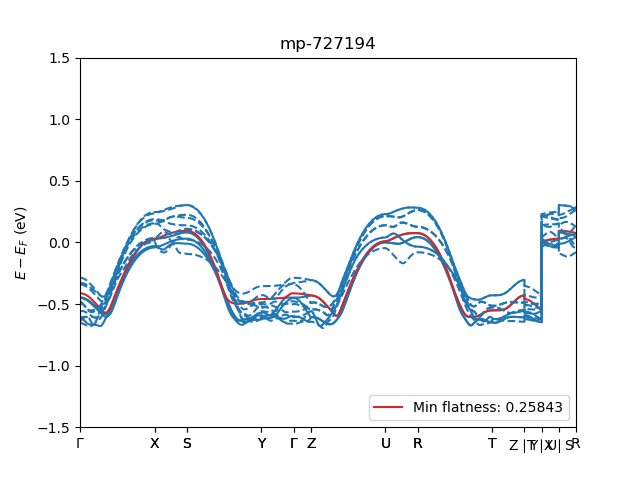 mp-727194
1.5
1.0
0.5
0.0
−0.5
−1.0
−1.5
E − E_F (eV)
Min flatness: 0.25843
Γ X S Y Γ Z U R T Z | T Y | X U | S R